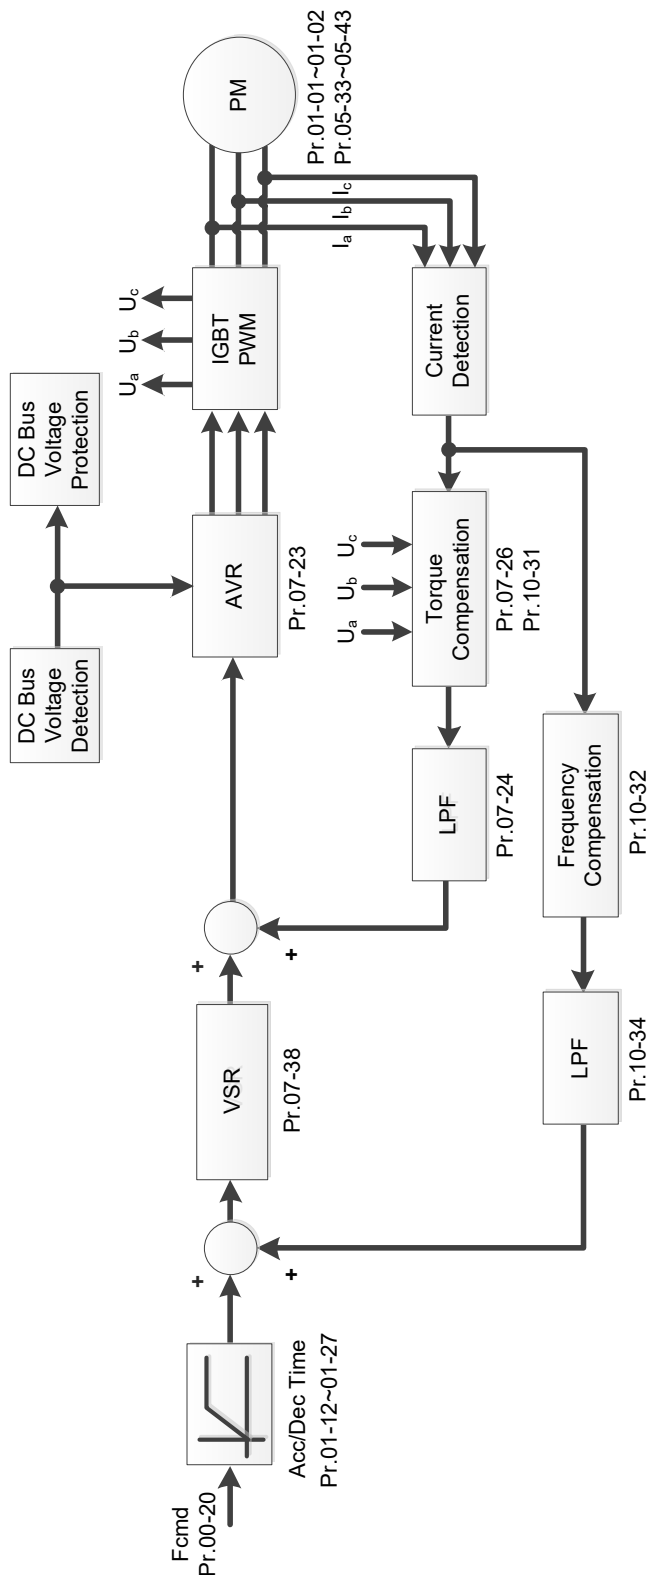 Fcmd
Pr.00-20
Acc/Dec Time
Pr.01-12~01-27
+
+
VSR
Pr.07-38
+
+
DC Bus
Voltage
Detection
DC Bus
Voltage
Protection
AVR
Pr.07-23
Ua
Ub
Uc
IGBT
PWM
PM
Pr.01-01~01-02
Pr.05-33~05-43
Ia
Ib
Ic
Current
Detection
Ua
Ub
Uc
Torque
Compensation
Pr.07-26
Pr.10-31
LPF
Pr.07-24
Frequency
Compensation
Pr.10-32
LPF
Pr.10-34